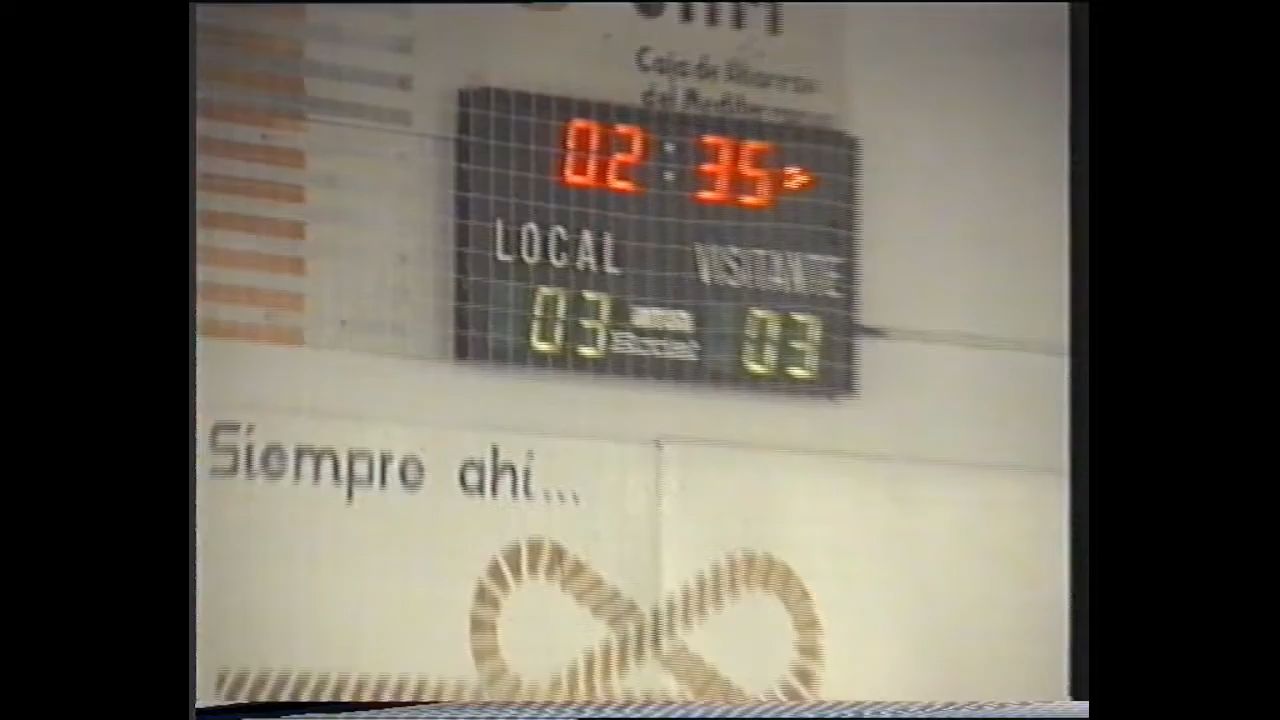 Caja de Ahorros
del Mediterráneo
02:35
LOCAL VISITANTE
03 03
Siempre ahí...